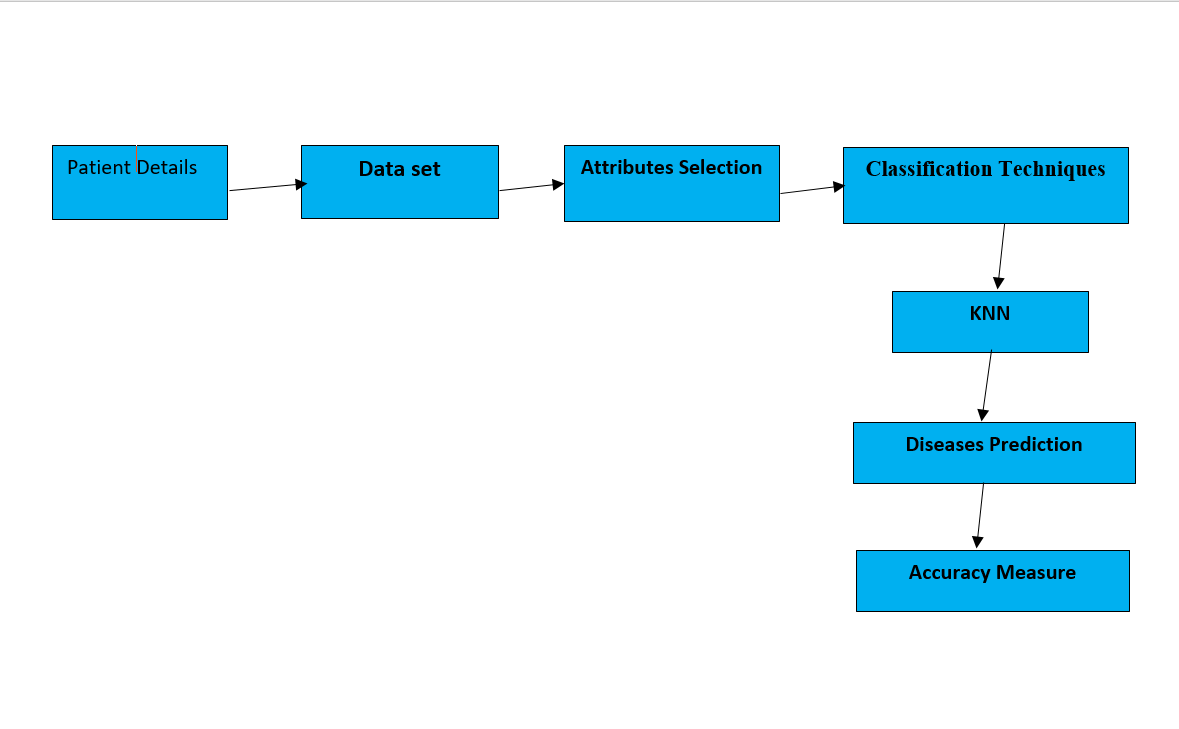 Patient Details
Data set
Attributes Selection
Classification Techniques
KNN
Diseases Prediction
Accuracy Measure